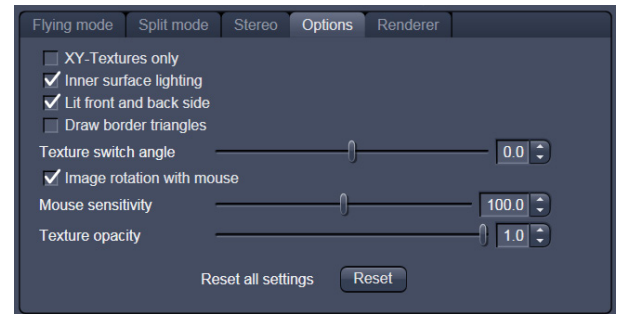 Flying mode Split mode Stereo Options Renderer
XY-Textures only
Inner surface lighting
Lit front and back side
Draw border triangles
Texture switch angle 0.0
Image rotation with mouse
Mouse sensitivity 100.0
Texture opacity 1.0
Reset all settings Reset